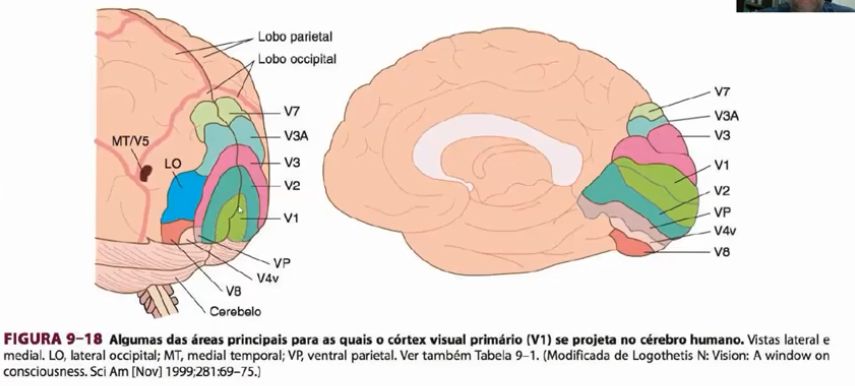 Lobo parietal
Lobo occipital
V7
V3A
MT/V5
LO
V3
V2
V1
VP
V4v
V8
Cerebelo
V7
V3A
V3
V1
V2
VP
V4v
V8
FIGURA 9–18 Algumas das áreas principais para as quais o córtex visual primário (V1) se projeta no cérebro humano. Vistas lateral e
medial. LO, lateral occipital; MT, medial temporal; VP, ventral parietal. Ver também Tabela 9–1. (Modificada de Logothetis N: Vision: A window on
consciousness. Sci Am [Nov] 1999;281:69–75.)